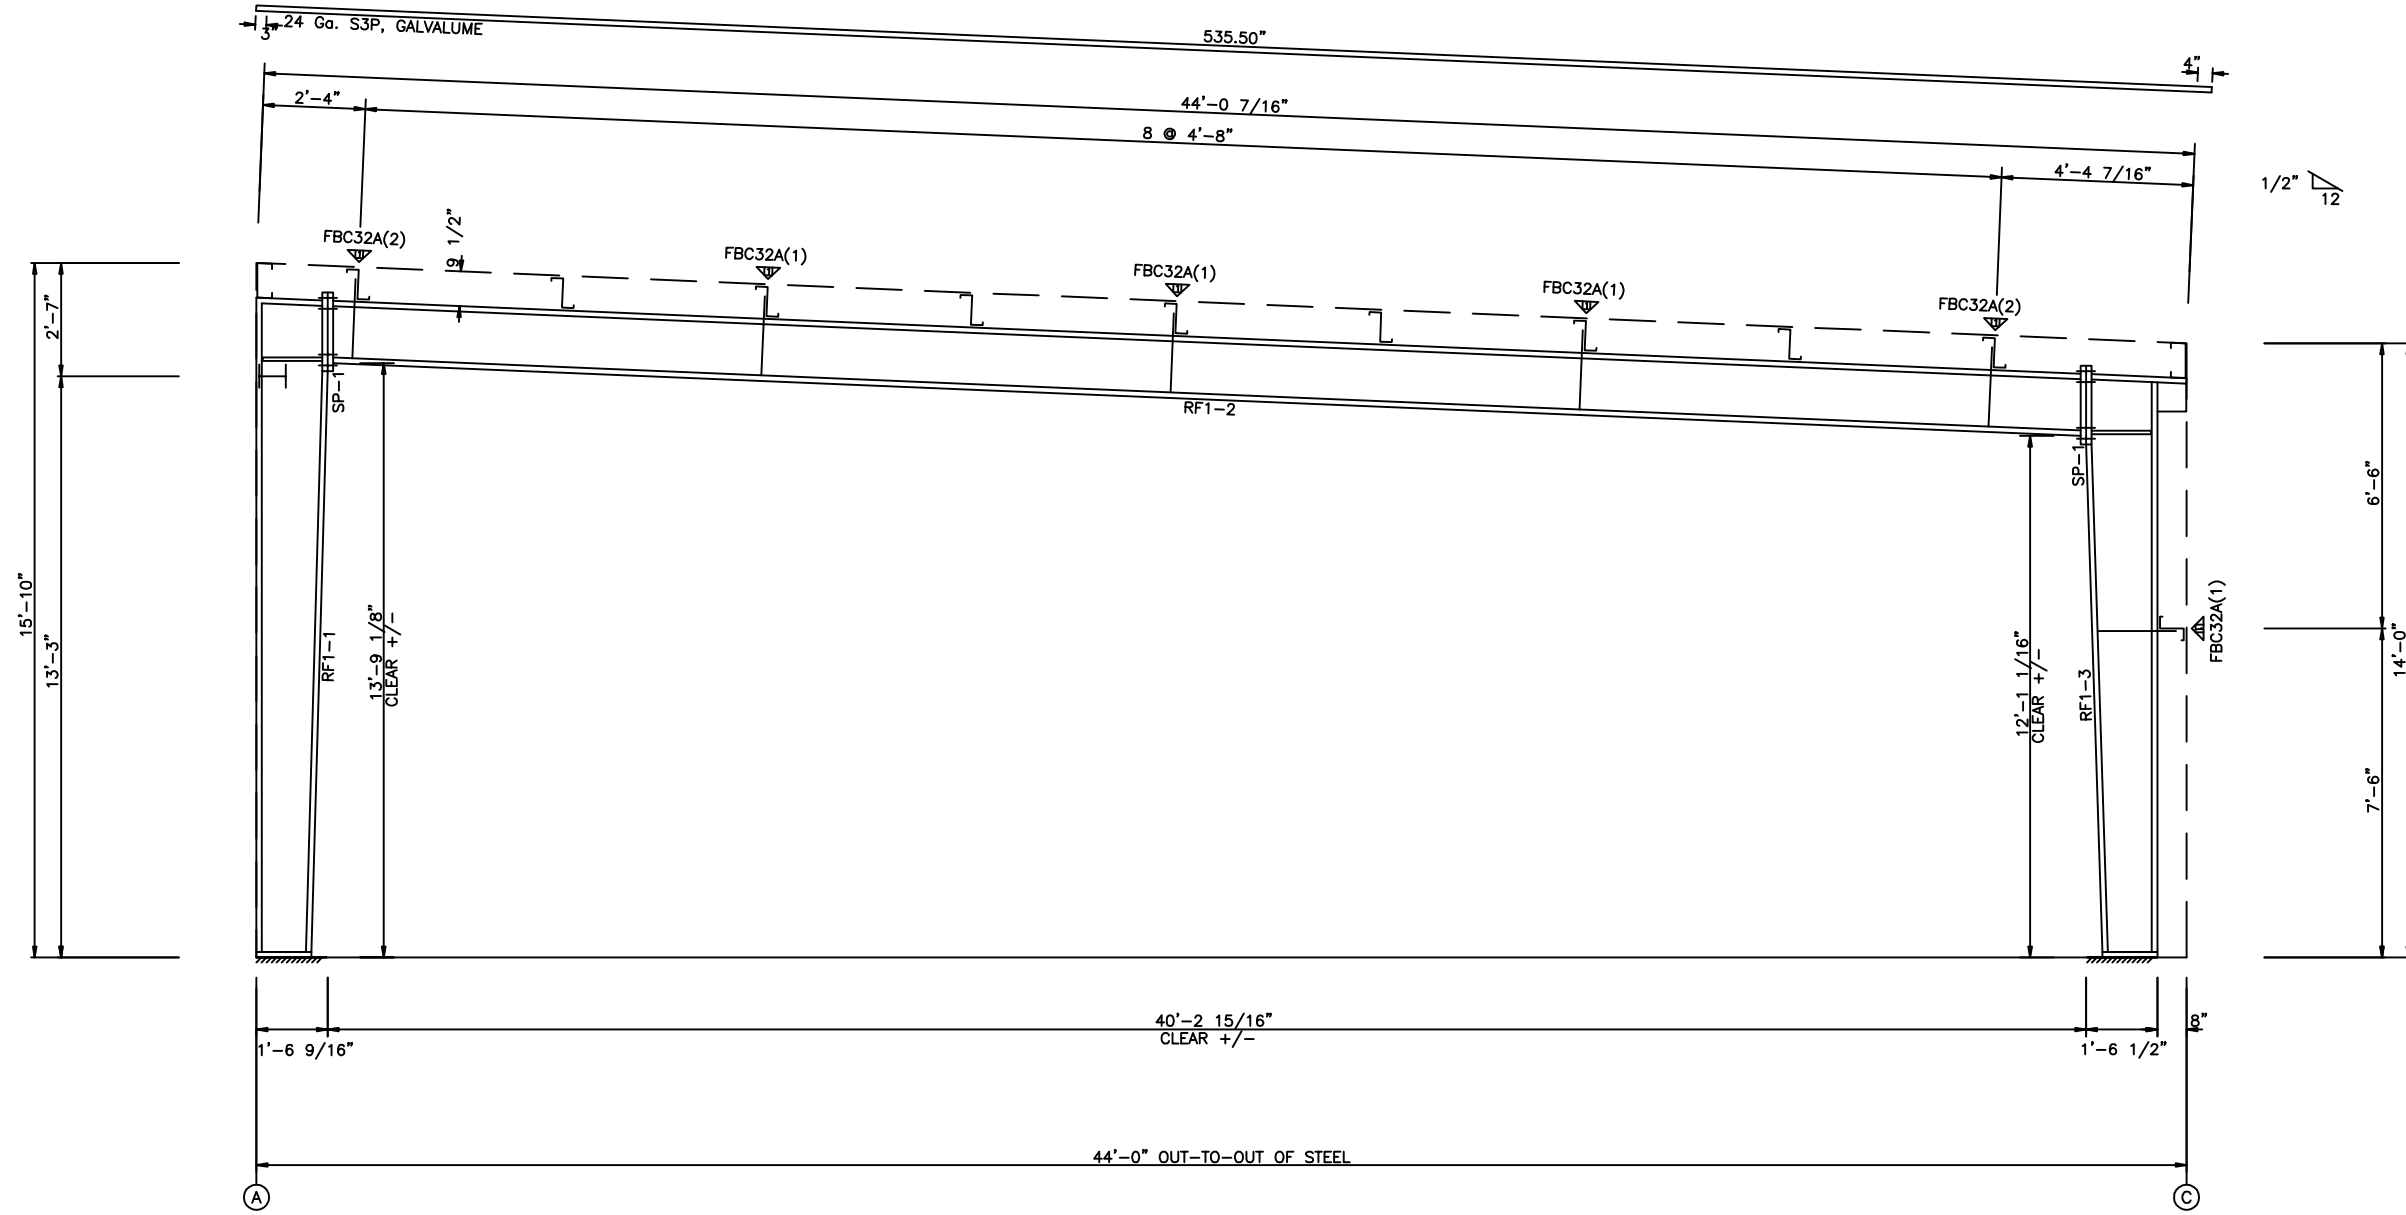 24 Ga. S3P, GALVALUME
3"
535.50"
4"
44'-0 7/16"
2'-4"
8 @ 4'-8"
4'-4 7/16"
1/2"
12
9 1/2"
FBC32A(2)
FBC32A(1)
FBC32A(1)
FBC32A(1)
FBC32A(2)
2'-7"
15'-10"
13'-3"
SP-1
RF1-1
13'-9 1/8"
CLEAR +/-
RF1-2
SP-1
RF1-3
12'-1 1/16"
CLEAR +/-
FBC32A(1)
6'-6"
14'-0"
7'-6"
1'-6 9/16"
40'-2 15/16"
CLEAR +/-
1'-6 1/2"
8"
44'-0" OUT-TO-OUT OF STEEL
A
C